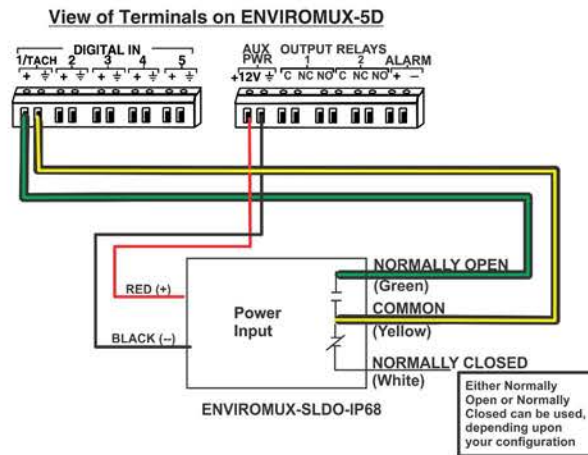 View of Terminals on ENVIROMUX-5D
DIGITAL IN
1/TACH 2 3 4 5
+ + + + +
AUX PWR
+12V
OUTPUT RELAYS
1 2
C NC NO C NC NO
ALARM
+ –
RED (+)
BLACK (--)
Power
Input
NORMALLY OPEN
(Green)
COMMON
(Yellow)
NORMALLY CLOSED
(White)
ENVIROMUX-SLDO-IP68
Either Normally
Open or Normally
Closed can be used,
depending upon
your configuration